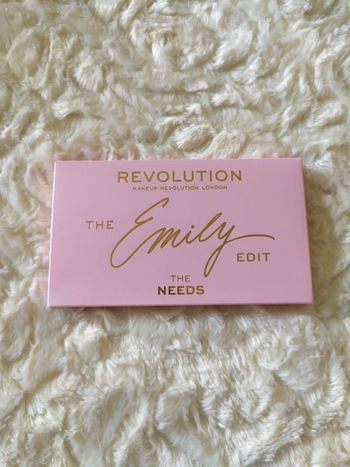 REVOLUTION
MAKEUP REVOLUTION LONDON
THE Emily EDIT
THE
NEEDS